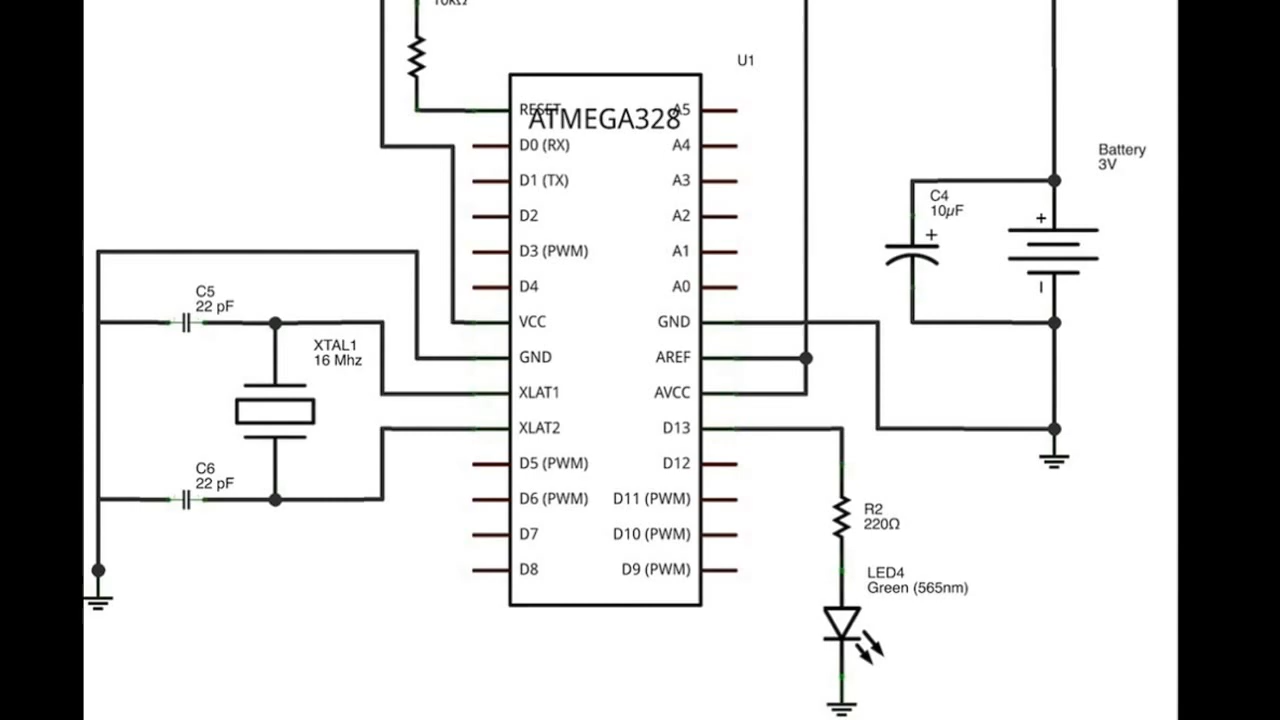 10kΩ
U1
ATMEGA328
RESET
D0 (RX)
D1 (TX)
D2
D3 (PWM)
D4
VCC
GND
XLAT1
XLAT2
D5 (PWM)
D6 (PWM)
D7
D8
A5
A4
A3
A2
A1
A0
GND
AREF
AVCC
D13
D12
D11 (PWM)
D10 (PWM)
D9 (PWM)
C5
22 pF
XTAL1
16 Mhz
C6
22 pF
Battery
3V
C4
10µF
+
+
R2
220Ω
LED4
Green (565nm)